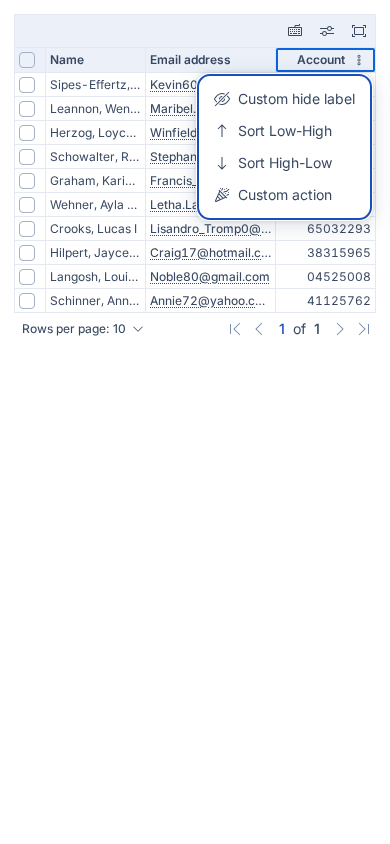 Name Email address Account
Sipes-Effertz,... Kevin60
Custom hide label
Leannon, Wen... Maribel.
Herzog, Loyc... Winfield
Sort Low-High
Schowalter, R... Stephan
Sort High-Low
Graham, Kari... Francis_
Wehner, Ayla ... Letha.La
Custom action
Crooks, Lucas I Lisandro_Tromp0@... 65032293
Hilpert, Jayce... Craig17@hotmail.c... 38315965
Langosh, Loui... Noble80@gmail.com 04525008
Schinner, Ann... Annie72@yahoo.c... 41125762
Rows per page: 10 1 of 1